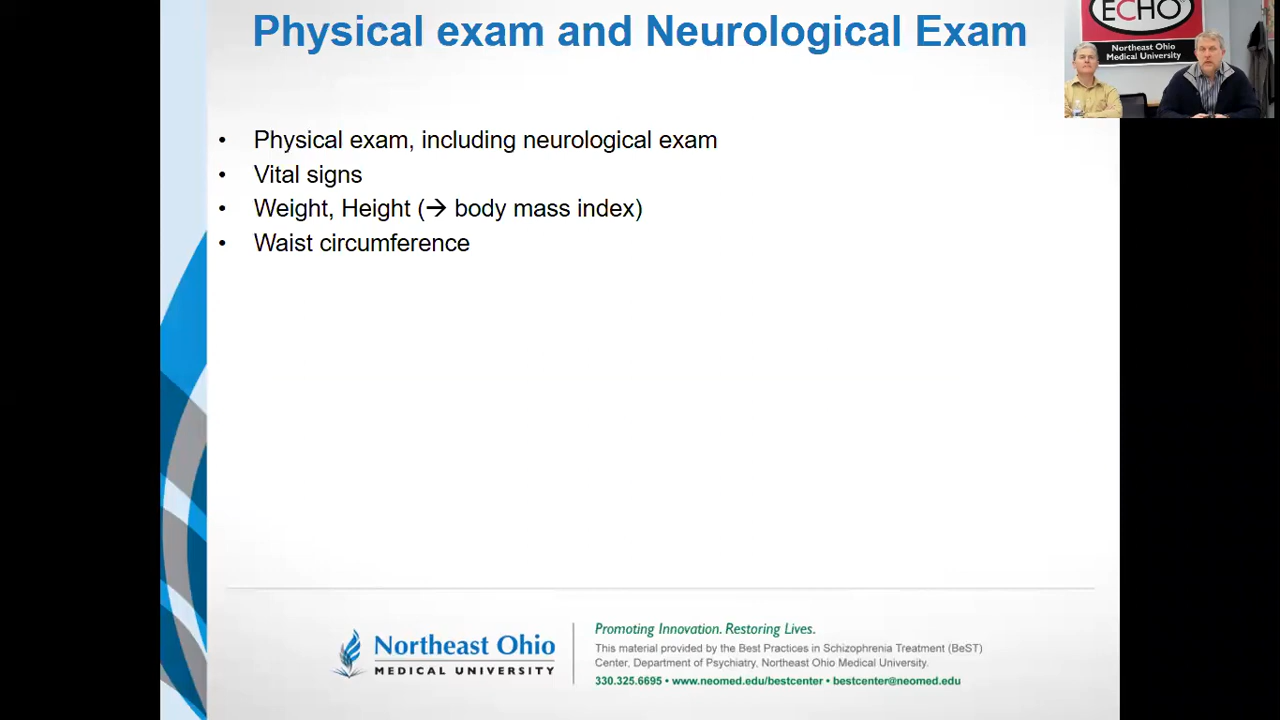 Physical exam and Neurological Exam
ECHO
Northeast Ohio
Medical University
• Physical exam, including neurological exam
• Vital signs
• Weight, Height (→ body mass index)
• Waist circumference
Northeast Ohio
MEDICAL UNIVERSITY
Promoting Innovation. Restoring Lives.
This material provided by the Best Practices in Schizophrenia Treatment (BeST)
Center, Department of Psychiatry, Northeast Ohio Medical University.
330.325.6695 • www.neomed.edu/bestcenter • bestcenter@neomed.edu